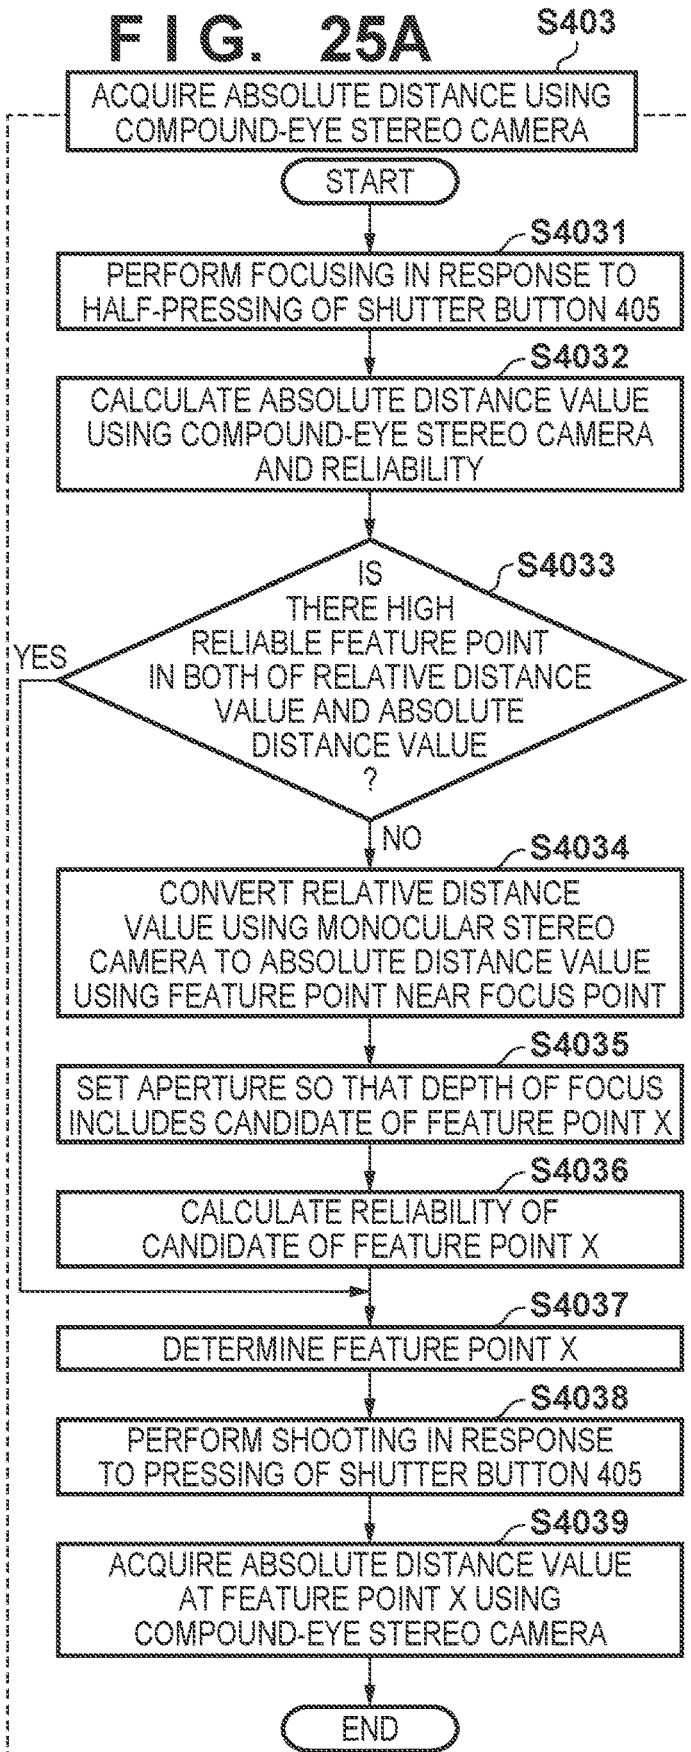 FIG. 25A
S403
ACQUIRE ABSOLUTE DISTANCE USING
COMPOUND-EYE STEREO CAMERA
START
S4031
PERFORM FOCUSING IN RESPONSE TO
HALF-PRESSING OF SHUTTER BUTTON 405
S4032
CALCULATE ABSOLUTE DISTANCE VALUE
USING COMPOUND-EYE STEREO CAMERA
AND RELIABILITY
S4033
IS
THERE HIGH
RELIABLE FEATURE POINT
IN BOTH OF RELATIVE DISTANCE
VALUE AND ABSOLUTE
DISTANCE VALUE
?
YES
NO
S4034
CONVERT RELATIVE DISTANCE
VALUE USING MONOCULAR STEREO
CAMERA TO ABSOLUTE DISTANCE VALUE
USING FEATURE POINT NEAR FOCUS POINT
S4035
SET APERTURE SO THAT DEPTH OF FOCUS
INCLUDES CANDIDATE OF FEATURE POINT X
S4036
CALCULATE RELIABILITY OF
CANDIDATE OF FEATURE POINT X
S4037
DETERMINE FEATURE POINT X
S4038
PERFORM SHOOTING IN RESPONSE
TO PRESSING OF SHUTTER BUTTON 405
S4039
ACQUIRE ABSOLUTE DISTANCE VALUE
AT FEATURE POINT X USING
COMPOUND-EYE STEREO CAMERA
END